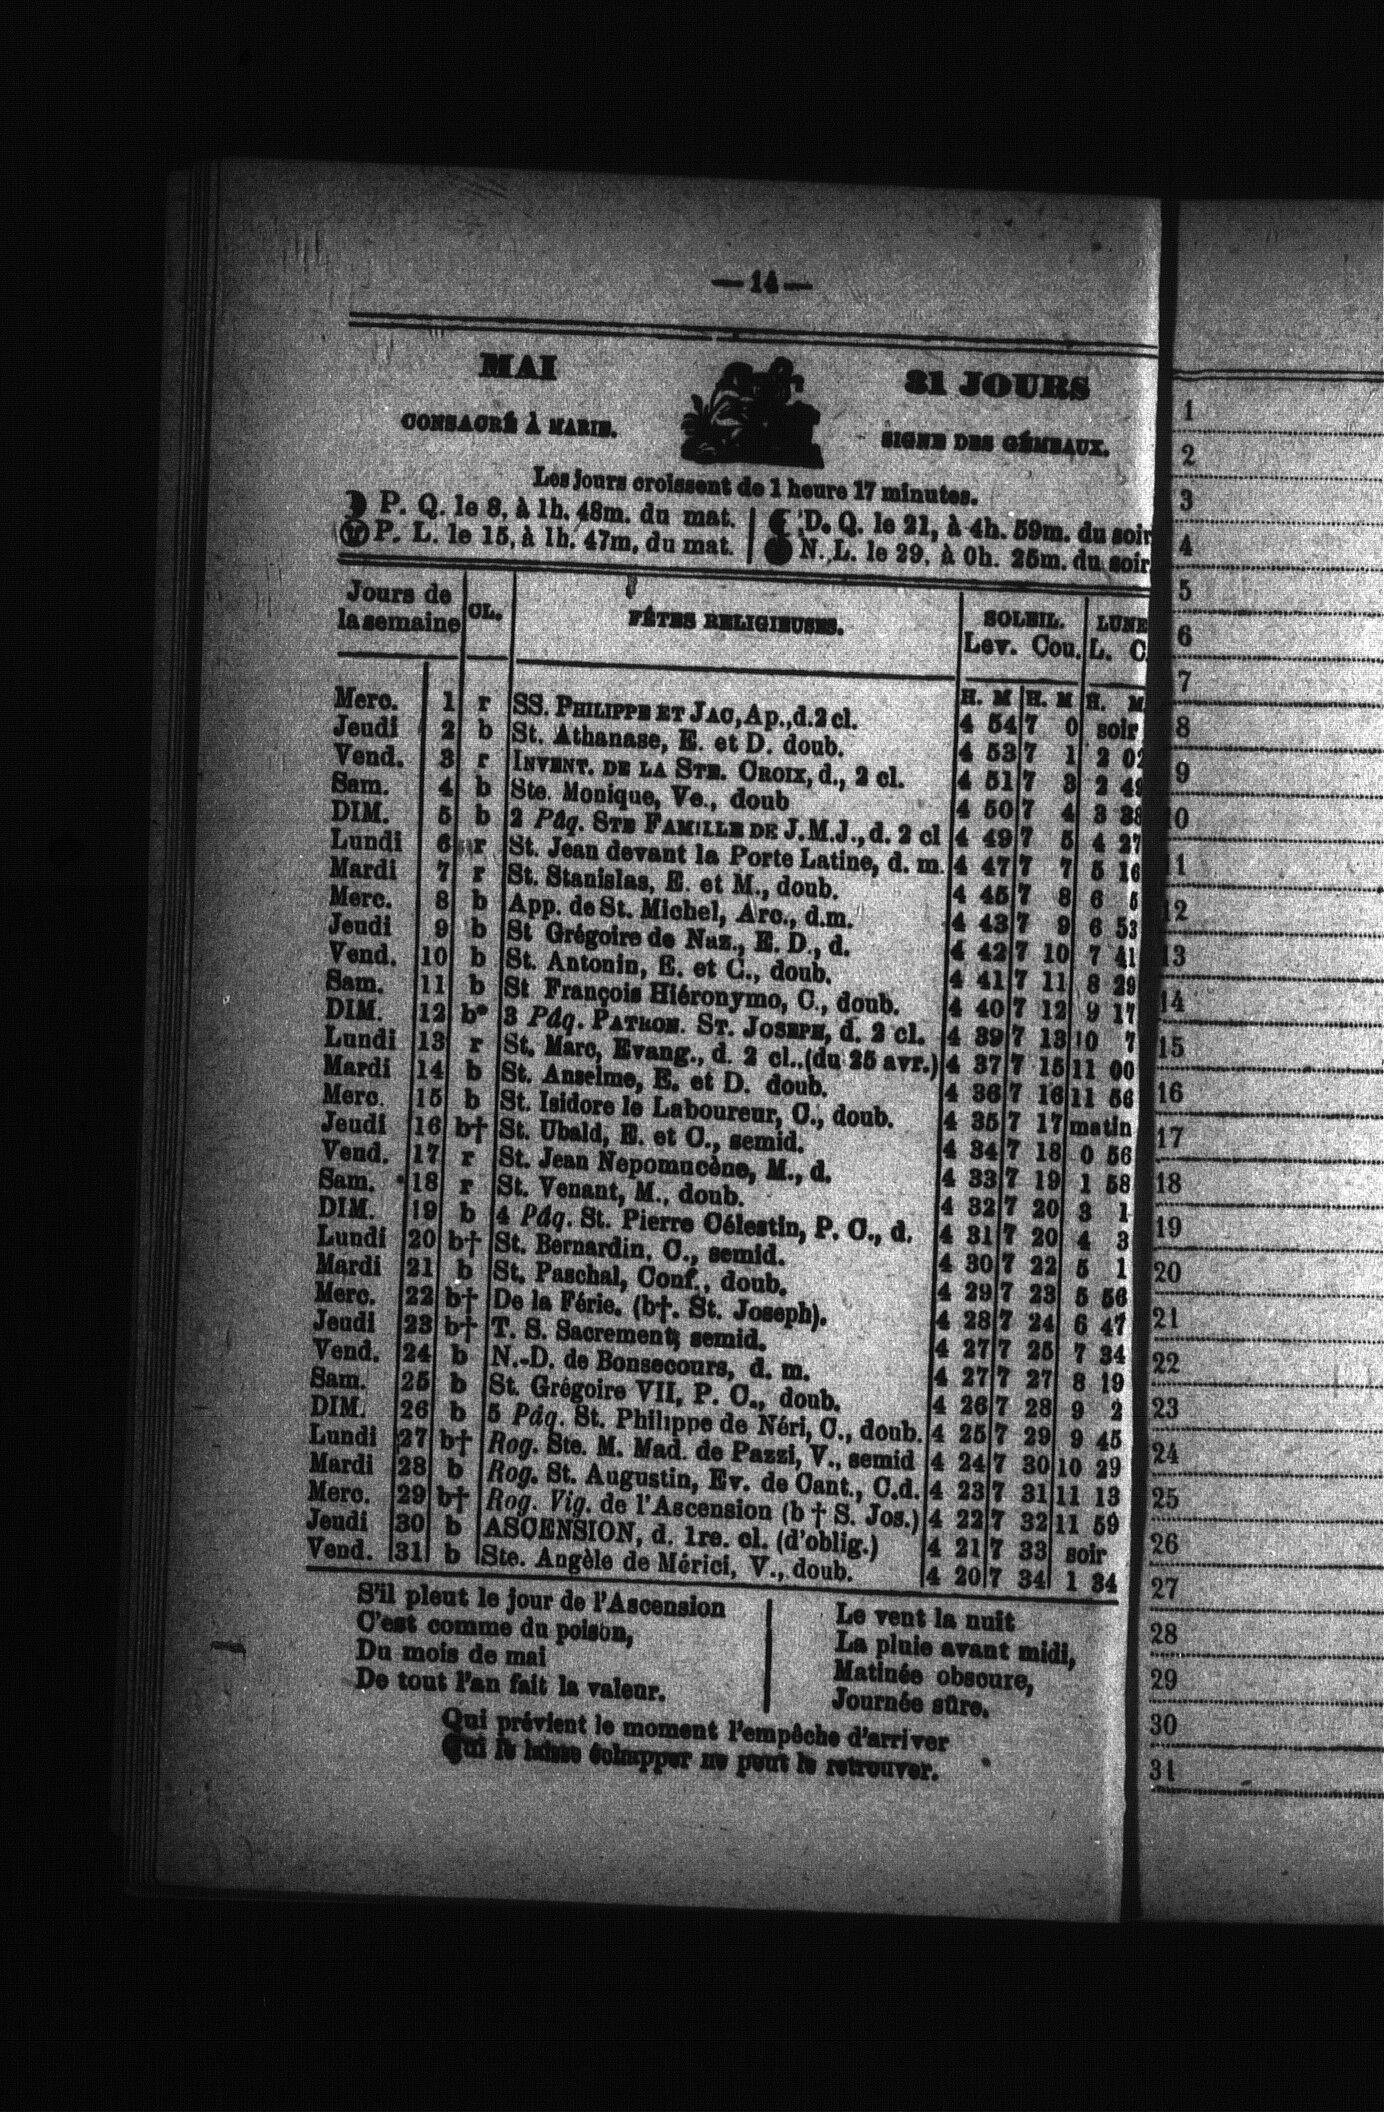 — 14 —
MAI
31 JOURS
CONSACRÉ À MARIE.
SIGNE DES GÉMEAUX.
Les jours croissent de 1 heure 17 minutes.
P. Q. le 8, à 1h. 48m. du mat.
D. Q. le 21, à 4h. 59m. du soir
P. L. le 15, à 1h. 47m. du mat.
N. L. le 29, à 0h. 25m. du soir
Jours de la semaine CL. FÊTES RELIGIEUSES. SOLEIL. LUNE
Lev. Cou. L. C.
H. M H. M H. M
Merc. 1 r SS. PHILIPPE ET JAC, Ap., d. 2 cl. 4 54 7 0 soir
Jeudi 2 b St. Athanase, E. et D. doub. 4 53 7 1 2 02
Vend. 3 r INVENT. DE LA STE. CROIX, d., 2 cl. 4 51 7 3 2 49
Sam. 4 b Ste. Monique, Ve., doub 4 50 7 4 3 38
DIM. 5 b 2 Pâq. STE FAMILLE DE J.M.J., d. 2 cl 4 49 7 5 4 27
Lundi 6 r St. Jean devant la Porte Latine, d. m. 4 47 7 7 5 16
Mardi 7 r St. Stanislas, E. et M., doub. 4 45 7 8 6 5
Merc. 8 b App. de St. Michel, Arc., d.m. 4 43 7 9 6 53
Jeudi 9 b St Grégoire de Naz., E. D., d. 4 42 7 10 7 41
Vend. 10 b St. Antonin, E. et C., doub. 4 41 7 11 8 29
Sam. 11 b St François Hiéronymo, C., doub. 4 40 7 12 9 17
DIM. 12 b* 3 Pâq. PATRON. ST. JOSEPH, d. 2 cl. 4 39 7 13 10 7
Lundi 13 r St. Marc, Evang., d. 2 cl..(du 25 avr.) 4 37 7 15 11 00
Mardi 14 b St. Anselme, E. et D. doub. 4 36 7 16 11 56
Merc. 15 b St. Isidore le Laboureur, C., doub. 4 35 7 17 matin
Jeudi 16 b† St. Ubald, E. et C., semid. 4 34 7 18 0 56
Vend. 17 r St. Jean Nepomucène, M., d. 4 33 7 19 1 58
Sam. 18 r St. Venant, M., doub. 4 32 7 20 3 1
DIM. 19 b 4 Pâq. St. Pierre Célestin, P. C., d. 4 31 7 20 4 3
Lundi 20 b† St. Bernardin. C., semid. 4 30 7 22 5 1
Mardi 21 b St. Paschal, Conf., doub. 4 29 7 23 5 56
Merc. 22 b† De la Férie. (b†. St. Joseph). 4 28 7 24 6 47
Jeudi 23 b† T. S. Sacrement, semid. 4 27 7 25 7 34
Vend. 24 b N.-D. de Bonsecours, d. m. 4 27 7 27 8 19
Sam. 25 b St. Grégoire VII, P. C., doub. 4 26 7 28 9 2
DIM. 26 b 5 Pâq. St. Philippe de Néri, C., doub. 4 25 7 29 9 45
Lundi 27 b† Rog. Ste. M. Mad. de Pazzi, V., semid 4 24 7 30 10 29
Mardi 28 b Rog. St. Augustin, Ev. de Cant., C.d. 4 23 7 31 11 13
Merc. 29 b† Rog. Vig. de l'Ascension (b † S. Jos.) 4 22 7 32 11 59
Jeudi 30 b ASCENSION, d. 1re. cl. (d'oblig.) 4 21 7 33 soir
Vend. 31 b Ste. Angèle de Mérici, V., doub. 4 20 7 34 1 34
S'il pleut le jour de l'Ascension
C'est comme du poison,
Du mois de mai
De tout l'an fait la valeur.
Le vent la nuit
La pluie avant midi,
Matinée obscure,
Journée sûre.
Qui prévient le moment l'empêche d'arriver
Qui le laisse échapper ne peut le retrouver.
1
2
3
4
5
6
7
8
9
10
11
12
13
14
15
16
17
18
19
20
21
22
23
24
25
26
27
28
29
30
31